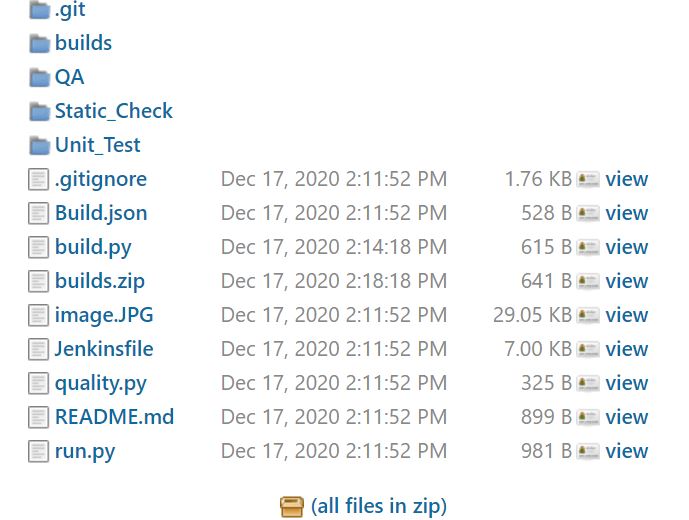 .git
builds
QA
Static_Check
Unit_Test
.gitignore Dec 17, 2020 2:11:52 PM 1.76 KB view
Build.json Dec 17, 2020 2:11:52 PM 528 B view
build.py Dec 17, 2020 2:14:18 PM 615 B view
builds.zip Dec 17, 2020 2:18:18 PM 641 B view
image.JPG Dec 17, 2020 2:11:52 PM 29.05 KB view
Jenkinsfile Dec 17, 2020 2:11:52 PM 7.00 KB view
quality.py Dec 17, 2020 2:11:52 PM 325 B view
README.md Dec 17, 2020 2:11:52 PM 899 B view
run.py Dec 17, 2020 2:11:52 PM 981 B view
(all files in zip)